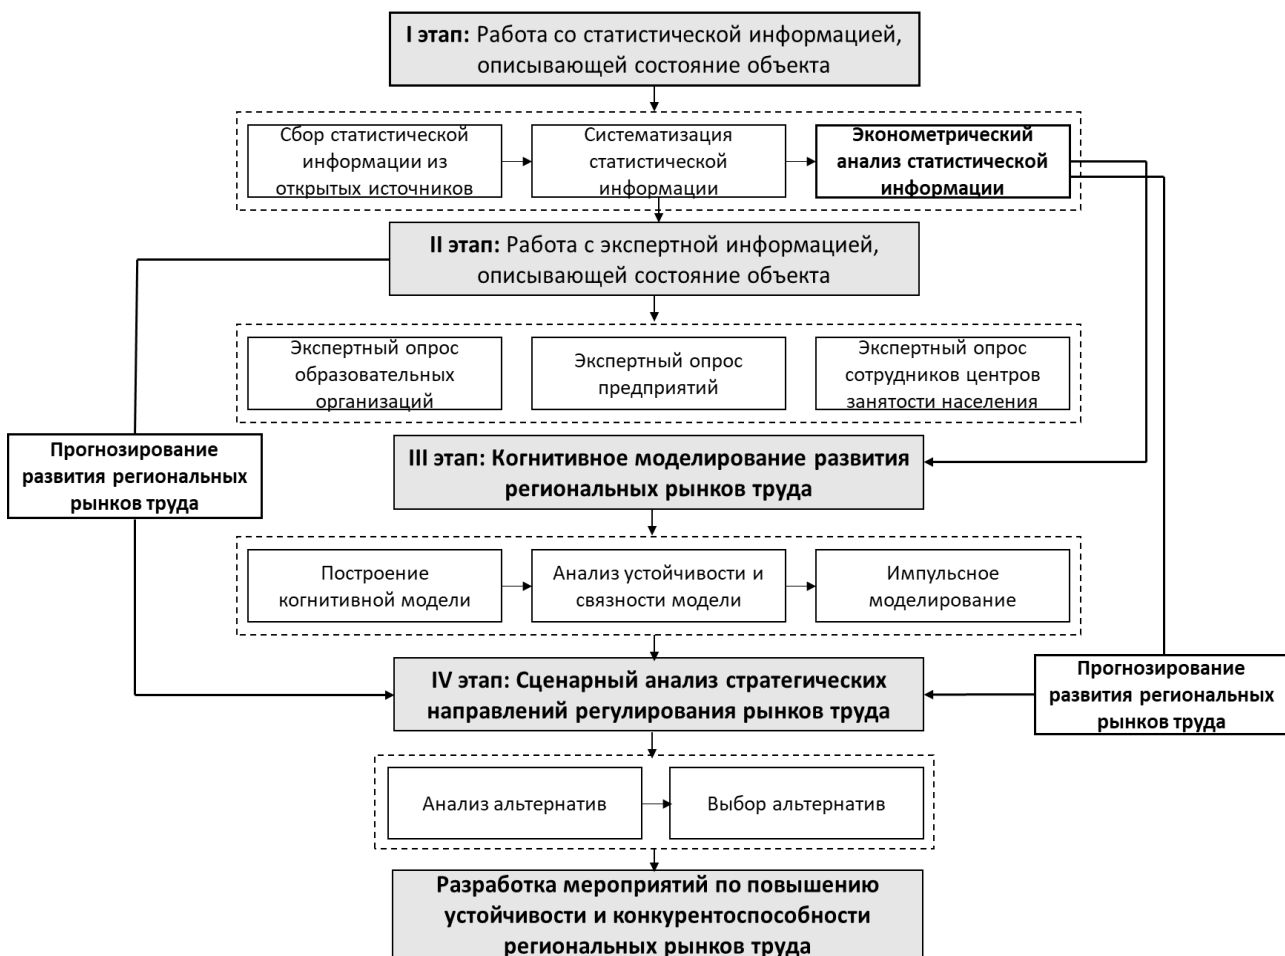 I этап: Работа со статистической информацией,
описывающей состояние объекта
Сбор статистической
информации из
открытых источников
Систематизация
статистической
информации
Эконометрический
анализ статистической
информации
II этап: Работа с экспертной информацией,
описывающей состояние объекта
Экспертный опрос
образовательных
организаций
Экспертный опрос
предприятий
Экспертный опрос
сотрудников центров
занятости населения
Прогнозирование
развития региональных
рынков труда
III этап: Когнитивное моделирование развития
региональных рынков труда
Построение
когнитивной модели
Анализ устойчивости и
связности модели
Импульсное
моделирование
IV этап: Сценарный анализ стратегических
направлений регулирования рынков труда
Прогнозирование
развития региональных
рынков труда
Анализ альтернатив
Выбор альтернатив
Разработка мероприятий по повышению
устойчивости и конкурентоспособности
региональных рынков труда